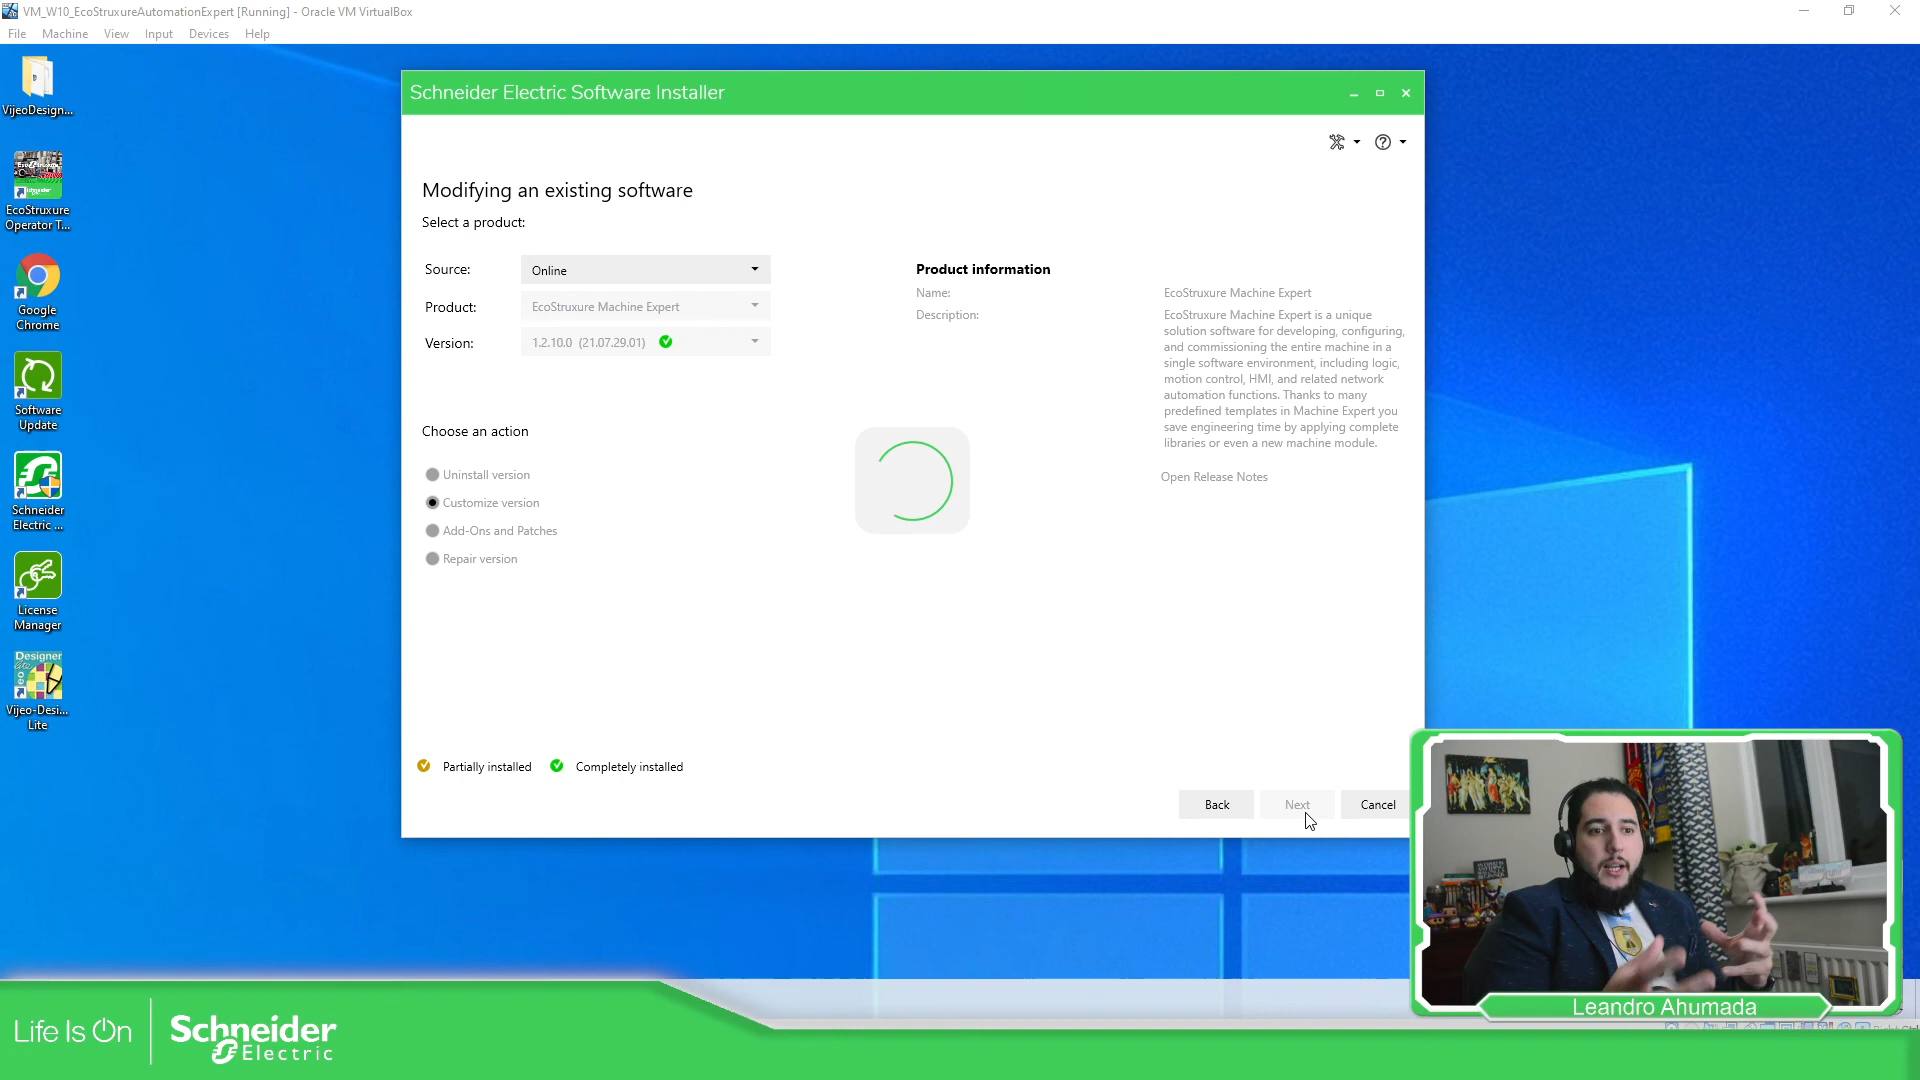 VM_W10_EcoStruxureAutomationExpert [Running] - Oracle VM VirtualBox
File Machine View Input Devices Help
VijeoDesign...
EcoStruxure
Operator T...
Google
Chrome
Software
Update
Schneider
Electric ...
License
Manager
Designer
Vijeo-Desi...
Lite
Schneider Electric Software Installer
Modifying an existing software
Select a product:
Source: Online
Product: EcoStruxure Machine Expert
Version: 1.2.10.0 (21.07.29.01)
Product information
Name: EcoStruxure Machine Expert
Description: EcoStruxure Machine Expert is a unique
solution software for developing, configuring,
and commissioning the entire machine in a
single software environment, including logic,
motion control, HMI, and related network
automation functions. Thanks to many
predefined templates in Machine Expert you
save engineering time by applying complete
libraries or even a new machine module.
Open Release Notes
Choose an action
Uninstall version
Customize version
Add-Ons and Patches
Repair version
Partially installed Completely installed
Back Next Cancel
Leandro Ahumada
Life Is On
Schneider
Electric